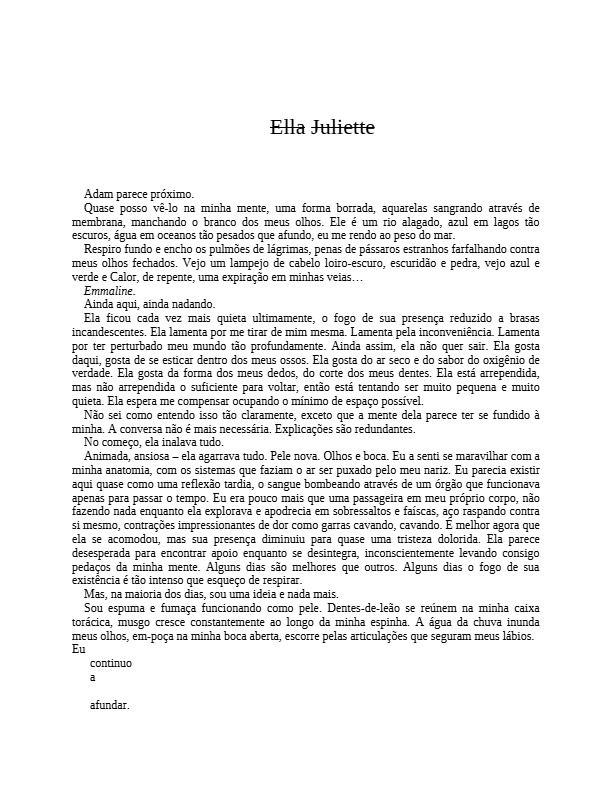 Ella Juliette
Adam parece próximo.
Quase posso vê-lo na minha mente, uma forma borrada, aquarelas sangrando através de
membrana, manchando o branco dos meus olhos. Ele é um rio alagado, azul em lagos tão
escuros, água em oceanos tão pesados que afundo, eu me rendo ao peso do mar.
Respiro fundo e encho os pulmões de lágrimas, penas de pássaros estranhos farfalhando contra
meus olhos fechados. Vejo um lampejo de cabelo loiro-escuro, escuridão e pedra, vejo azul e
verde e Calor, de repente, uma expiração em minhas veias…
Emmaline.
Ainda aqui, ainda nadando.
Ela ficou cada vez mais quieta ultimamente, o fogo de sua presença reduzido a brasas
incandescentes. Ela lamenta por me tirar de mim mesma. Lamenta pela inconveniência. Lamenta
por ter perturbado meu mundo tão profundamente. Ainda assim, ela não quer sair. Ela gosta
daqui, gosta de se esticar dentro dos meus ossos. Ela gosta do ar seco e do sabor do oxigênio de
verdade. Ela gosta da forma dos meus dedos, do corte dos meus dentes. Ela está arrependida,
mas não arrependida o suficiente para voltar, então está tentando ser muito pequena e muito
quieta. Ela espera me compensar ocupando o mínimo de espaço possível.
Não sei como entendo isso tão claramente, exceto que a mente dela parece ter se fundido à
minha. A conversa não é mais necessária. Explicações são redundantes.
No começo, ela inalava tudo.
Animada, ansiosa – ela agarrava tudo. Pele nova. Olhos e boca. Eu a senti se maravilhar com a
minha anatomia, com os sistemas que faziam o ar ser puxado pelo meu nariz. Eu parecia existir
aqui quase como uma reflexão tardia, o sangue bombeando através de um órgão que funcionava
apenas para passar o tempo. Eu era pouco mais que uma passageira em meu próprio corpo, não
fazendo nada enquanto ela explorava e apodrecia em sobressaltos e faíscas, aço raspando contra
si mesmo, contrações impressionantes de dor como garras cavando, cavando. É melhor agora que
ela se acomodou, mas sua presença diminuiu para quase uma tristeza dolorida. Ela parece
desesperada para encontrar apoio enquanto se desintegra, inconscientemente levando consigo
pedaços da minha mente. Alguns dias são melhores que outros. Alguns dias o fogo de sua
existência é tão intenso que esqueço de respirar.
Mas, na maioria dos dias, sou uma ideia e nada mais.
Sou espuma e fumaça funcionando como pele. Dentes-de-leão se reúnem na minha caixa
torácica, musgo cresce constantemente ao longo da minha espinha. A água da chuva inunda
meus olhos, em-poça na minha boca aberta, escorre pelas articulações que seguram meus lábios.
Eu
continuo
a
afundar.